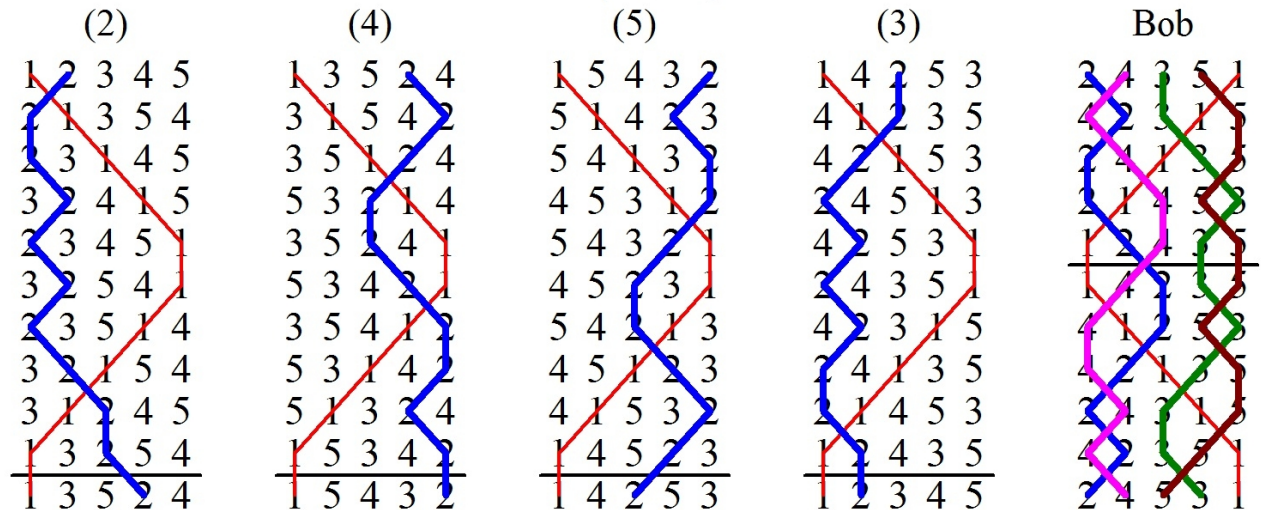 (2) (4) (5) (3) Bob
1 2 3 4 5 1 3 5 2 4 1 5 4 3 2 1 4 2 5 3 2 4 3 5 1
2 1 3 5 4 3 1 5 4 2 5 1 4 2 3 4 1 2 3 5 4 2 3 1 5
2 3 1 4 5 3 5 1 2 4 5 4 1 3 2 4 2 1 5 3 2 4 1 3 5
3 2 4 1 5 5 3 2 1 4 4 5 3 1 2 2 4 5 1 3 2 1 4 5 3
2 3 4 5 1 5 3 2 4 1 5 4 3 2 1 4 2 5 3 1 1 2 4 3 5
3 2 5 4 1 5 3 4 2 1 4 5 2 3 1 2 4 3 5 1 1 4 2 3 5
2 3 5 1 4 5 3 4 1 2 5 4 2 1 3 4 2 3 1 5 4 1 2 5 3
3 2 1 5 4 5 3 1 4 2 4 5 1 2 3 2 4 1 3 5 4 2 1 3 5
3 1 2 4 5 5 1 3 2 4 4 1 5 3 2 2 1 4 5 3 2 4 3 1 5
1 3 2 5 4 1 5 3 4 2 1 4 5 2 3 1 2 4 3 5 4 2 3 5 1
1 3 5 2 4 1 5 4 3 2 1 4 2 5 3 1 2 3 4 5 2 4 5 3 1